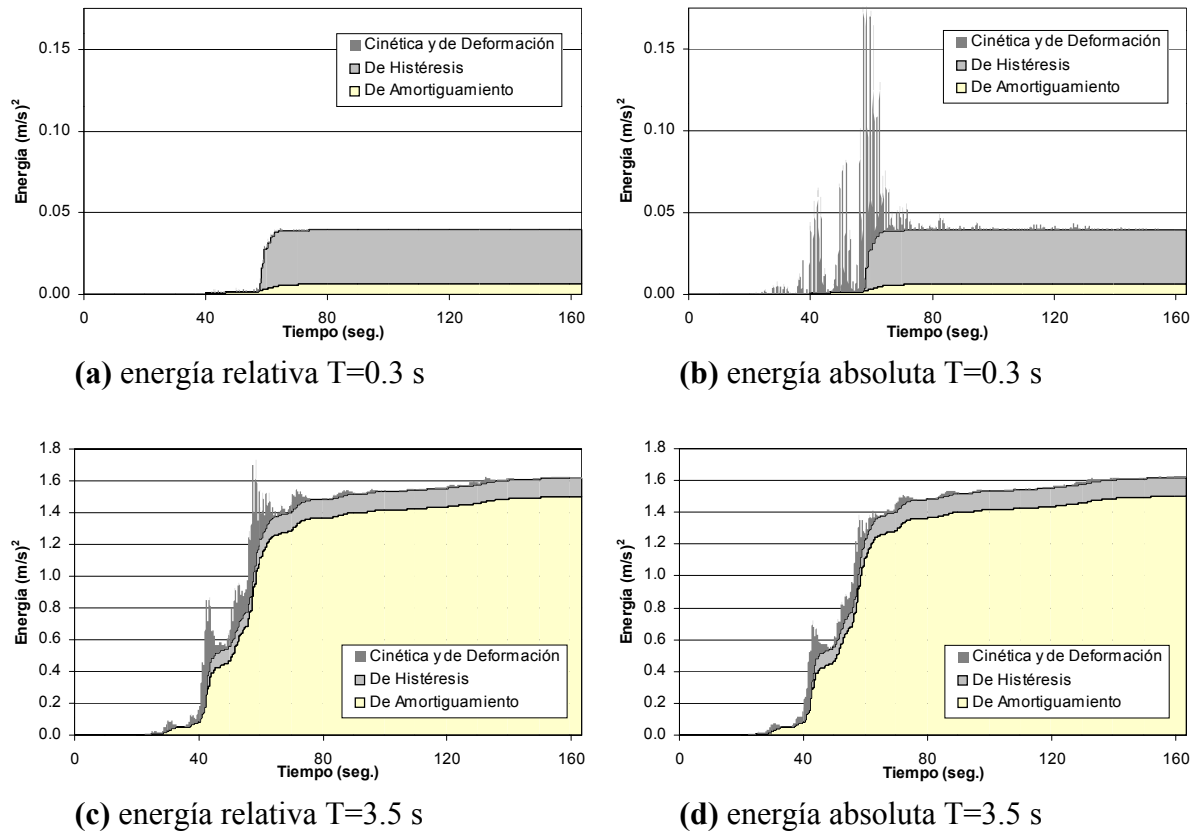 0.15
0.10
0.05
0.00
Energía (m/s)²
Cinética y de Deformación
De Histéresis
De Amortiguamiento
0 40 80 120 160
Tiempo (seg.)
(a) energía relativa T=0.3 s
0.15
0.10
0.05
0.00
Energía (m/s)²
Cinética y de Deformación
De Histéresis
De Amortiguamiento
0 40 80 120 160
Tiempo (seg.)
(b) energía absoluta T=0.3 s
1.8
1.6
1.4
1.2
1.0
0.8
0.6
0.4
0.2
0.0
Energía (m/s)²
Cinética y de Deformación
De Histéresis
De Amortiguamiento
0 40 80 120 160
Tiempo (seg.)
(c) energía relativa T=3.5 s
1.8
1.6
1.4
1.2
1.0
0.8
0.6
0.4
0.2
0.0
Energía (m/s)²
Cinética y de Deformación
De Histéresis
De Amortiguamiento
0 40 80 120 160
Tiempo (seg.)
(d) energía absoluta T=3.5 s